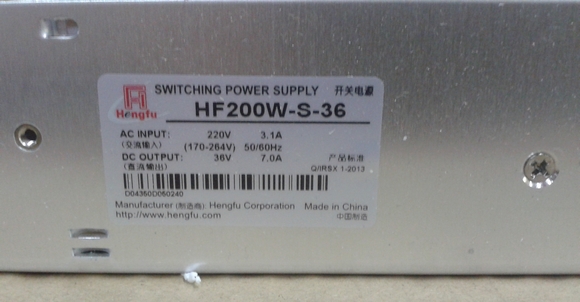 SWITCHING POWER SUPPLY 开关电源
Hengfu HF200W-S-36
AC INPUT: 220V 3.1A
(交流输入) (170-264V) 50/60Hz
DC OUTPUT: 36V 7.0A 产品标准
(直流输出) Q/IRSX 1-2013
D04350D060240
Manufacturer (制造商): Hengfu Corporation Made in China
http://www.hengfu.com 中国制造